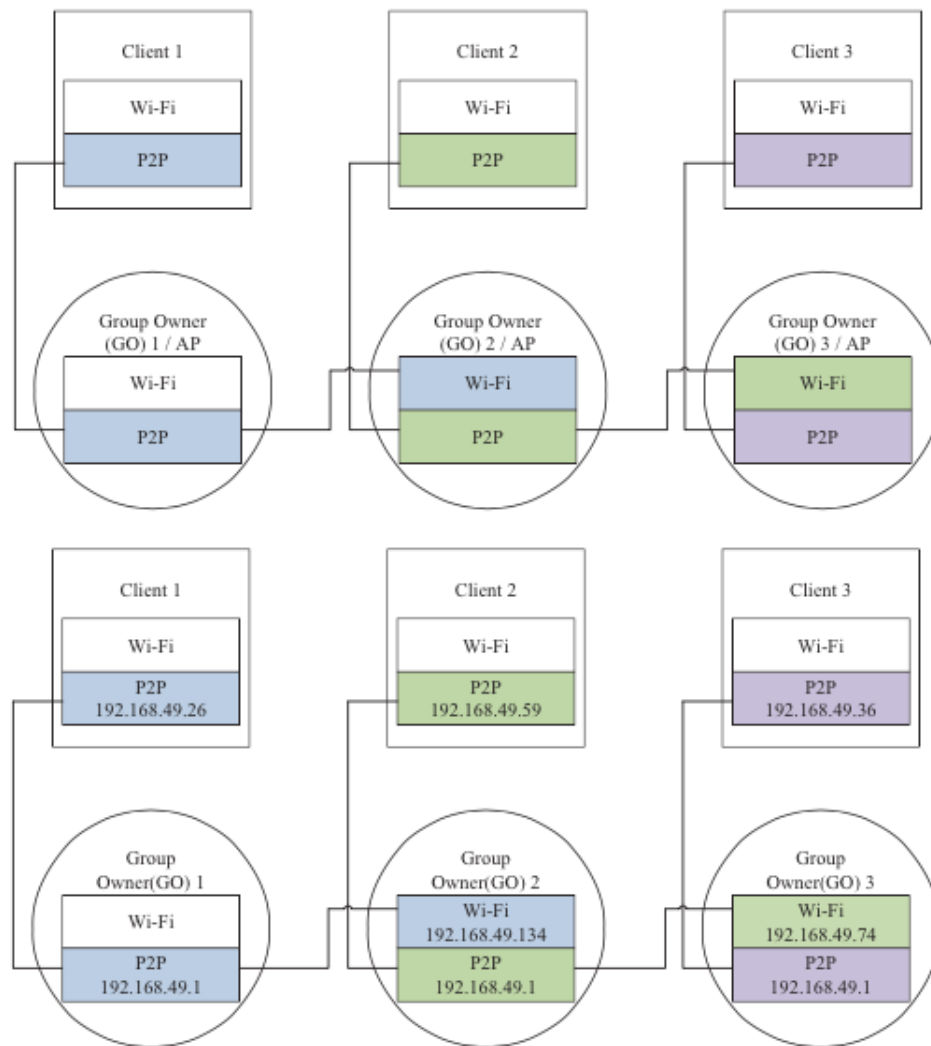 Client 1
Wi-Fi
P2P
Client 2
Wi-Fi
P2P
Client 3
Wi-Fi
P2P
Group Owner
(GO) 1 / AP
Wi-Fi
P2P
Group Owner
(GO) 2 / AP
Wi-Fi
P2P
Group Owner
(GO) 3 / AP
Wi-Fi
P2P
Client 1
Wi-Fi
P2P
192.168.49.26
Client 2
Wi-Fi
P2P
192.168.49.59
Client 3
Wi-Fi
P2P
192.168.49.36
Group
Owner(GO) 1
Wi-Fi
P2P
192.168.49.1
Group
Owner(GO) 2
Wi-Fi
192.168.49.134
P2P
192.168.49.1
Group
Owner(GO) 3
Wi-Fi
192.168.49.74
P2P
192.168.49.1